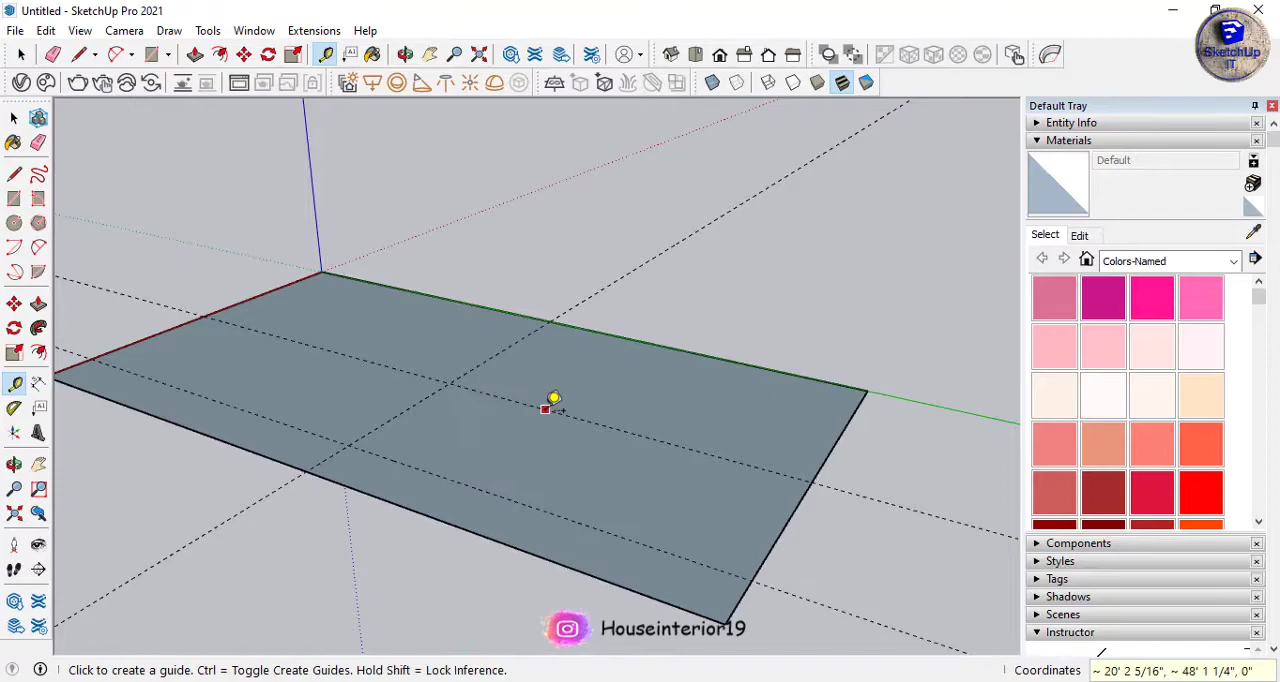 Untitled - SketchUp Pro 2021
File Edit View Camera Draw Tools Window Extensions Help
SketchUp
IT
Default Tray
Entity Info
Materials
Default
Select Edit
Colors-Named
Components
Styles
Tags
Shadows
Scenes
Instructor
Houseinterior19
Click to create a guide. Ctrl = Toggle Create Guides. Hold Shift = Lock Inference.
Coordinates ~ 20' 2 5/16", ~ 48' 1 1/4", 0"